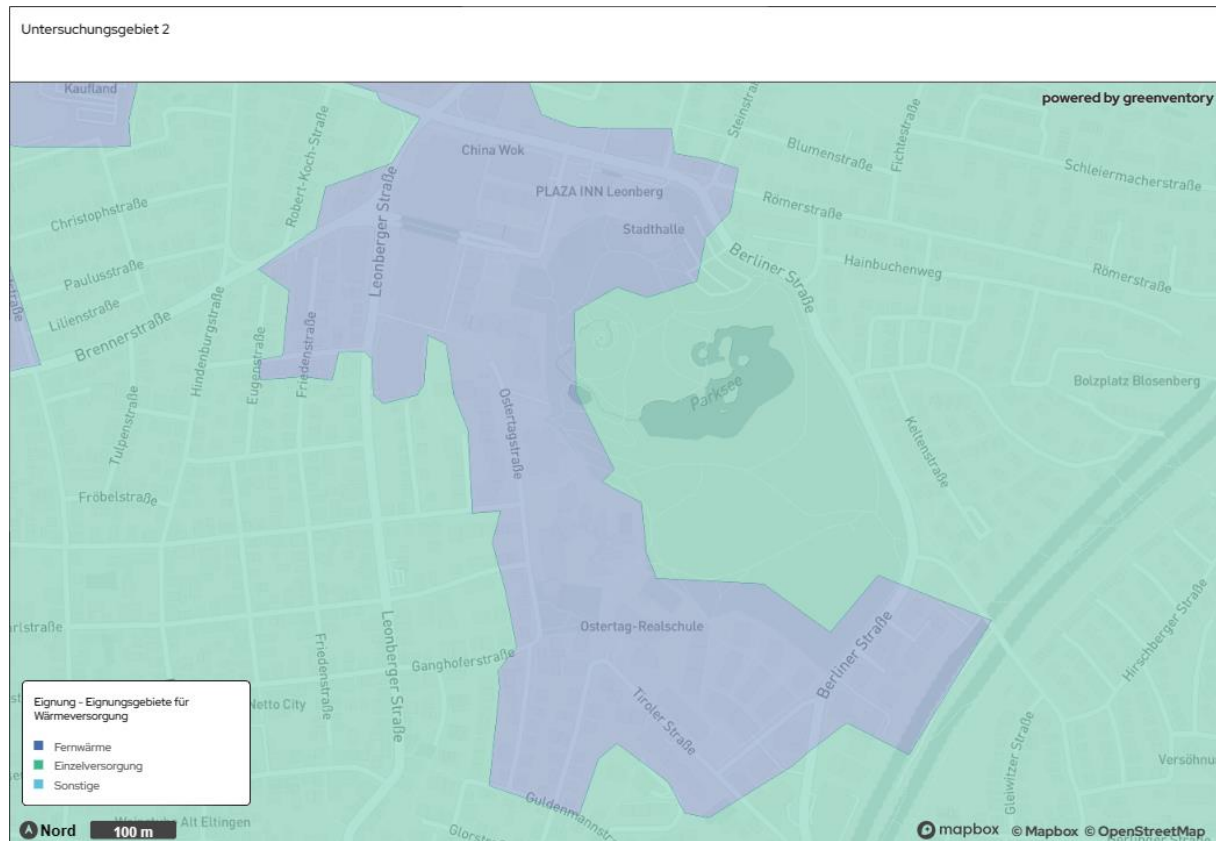 Untersuchungsgebiet 2
Kaufland
powered by greenventory
Steinstraße
Fichtestraße
Robert-Koch-Straße
China Wok
Blumenstraße
Schleiermacherstraße
PLAZA INN Leonberg
Christophstraße
Römerstraße
Leonberger Straße
Stadthalle
Berliner Straße
Hainbuchenweg
Römerstraße
Paulusstraße
Lilienstraße
Brennerstraße
Hindenburgstraße
Eugenstraße
Friedenstraße
Parksee
Bolzplatz Blosenberg
Tulpenstraße
Ostertagstraße
Keltenstraße
Fröbelstraße
Ostertag-Realschule
Leonberger Straße
Friedenstraße
Ganghoferstraße
Berliner Straße
Hirschberger Straße
Tiroler Straße
Netto City
Gleiwitzer Straße
Guldenmannstr
Eignung - Eignungsgebiete für
Wärmeversorgung
Fernwärme
Einzelversorgung
Sonstige
Alt Eltingen
Nord
100 m
mapbox © Mapbox © OpenStreetMap